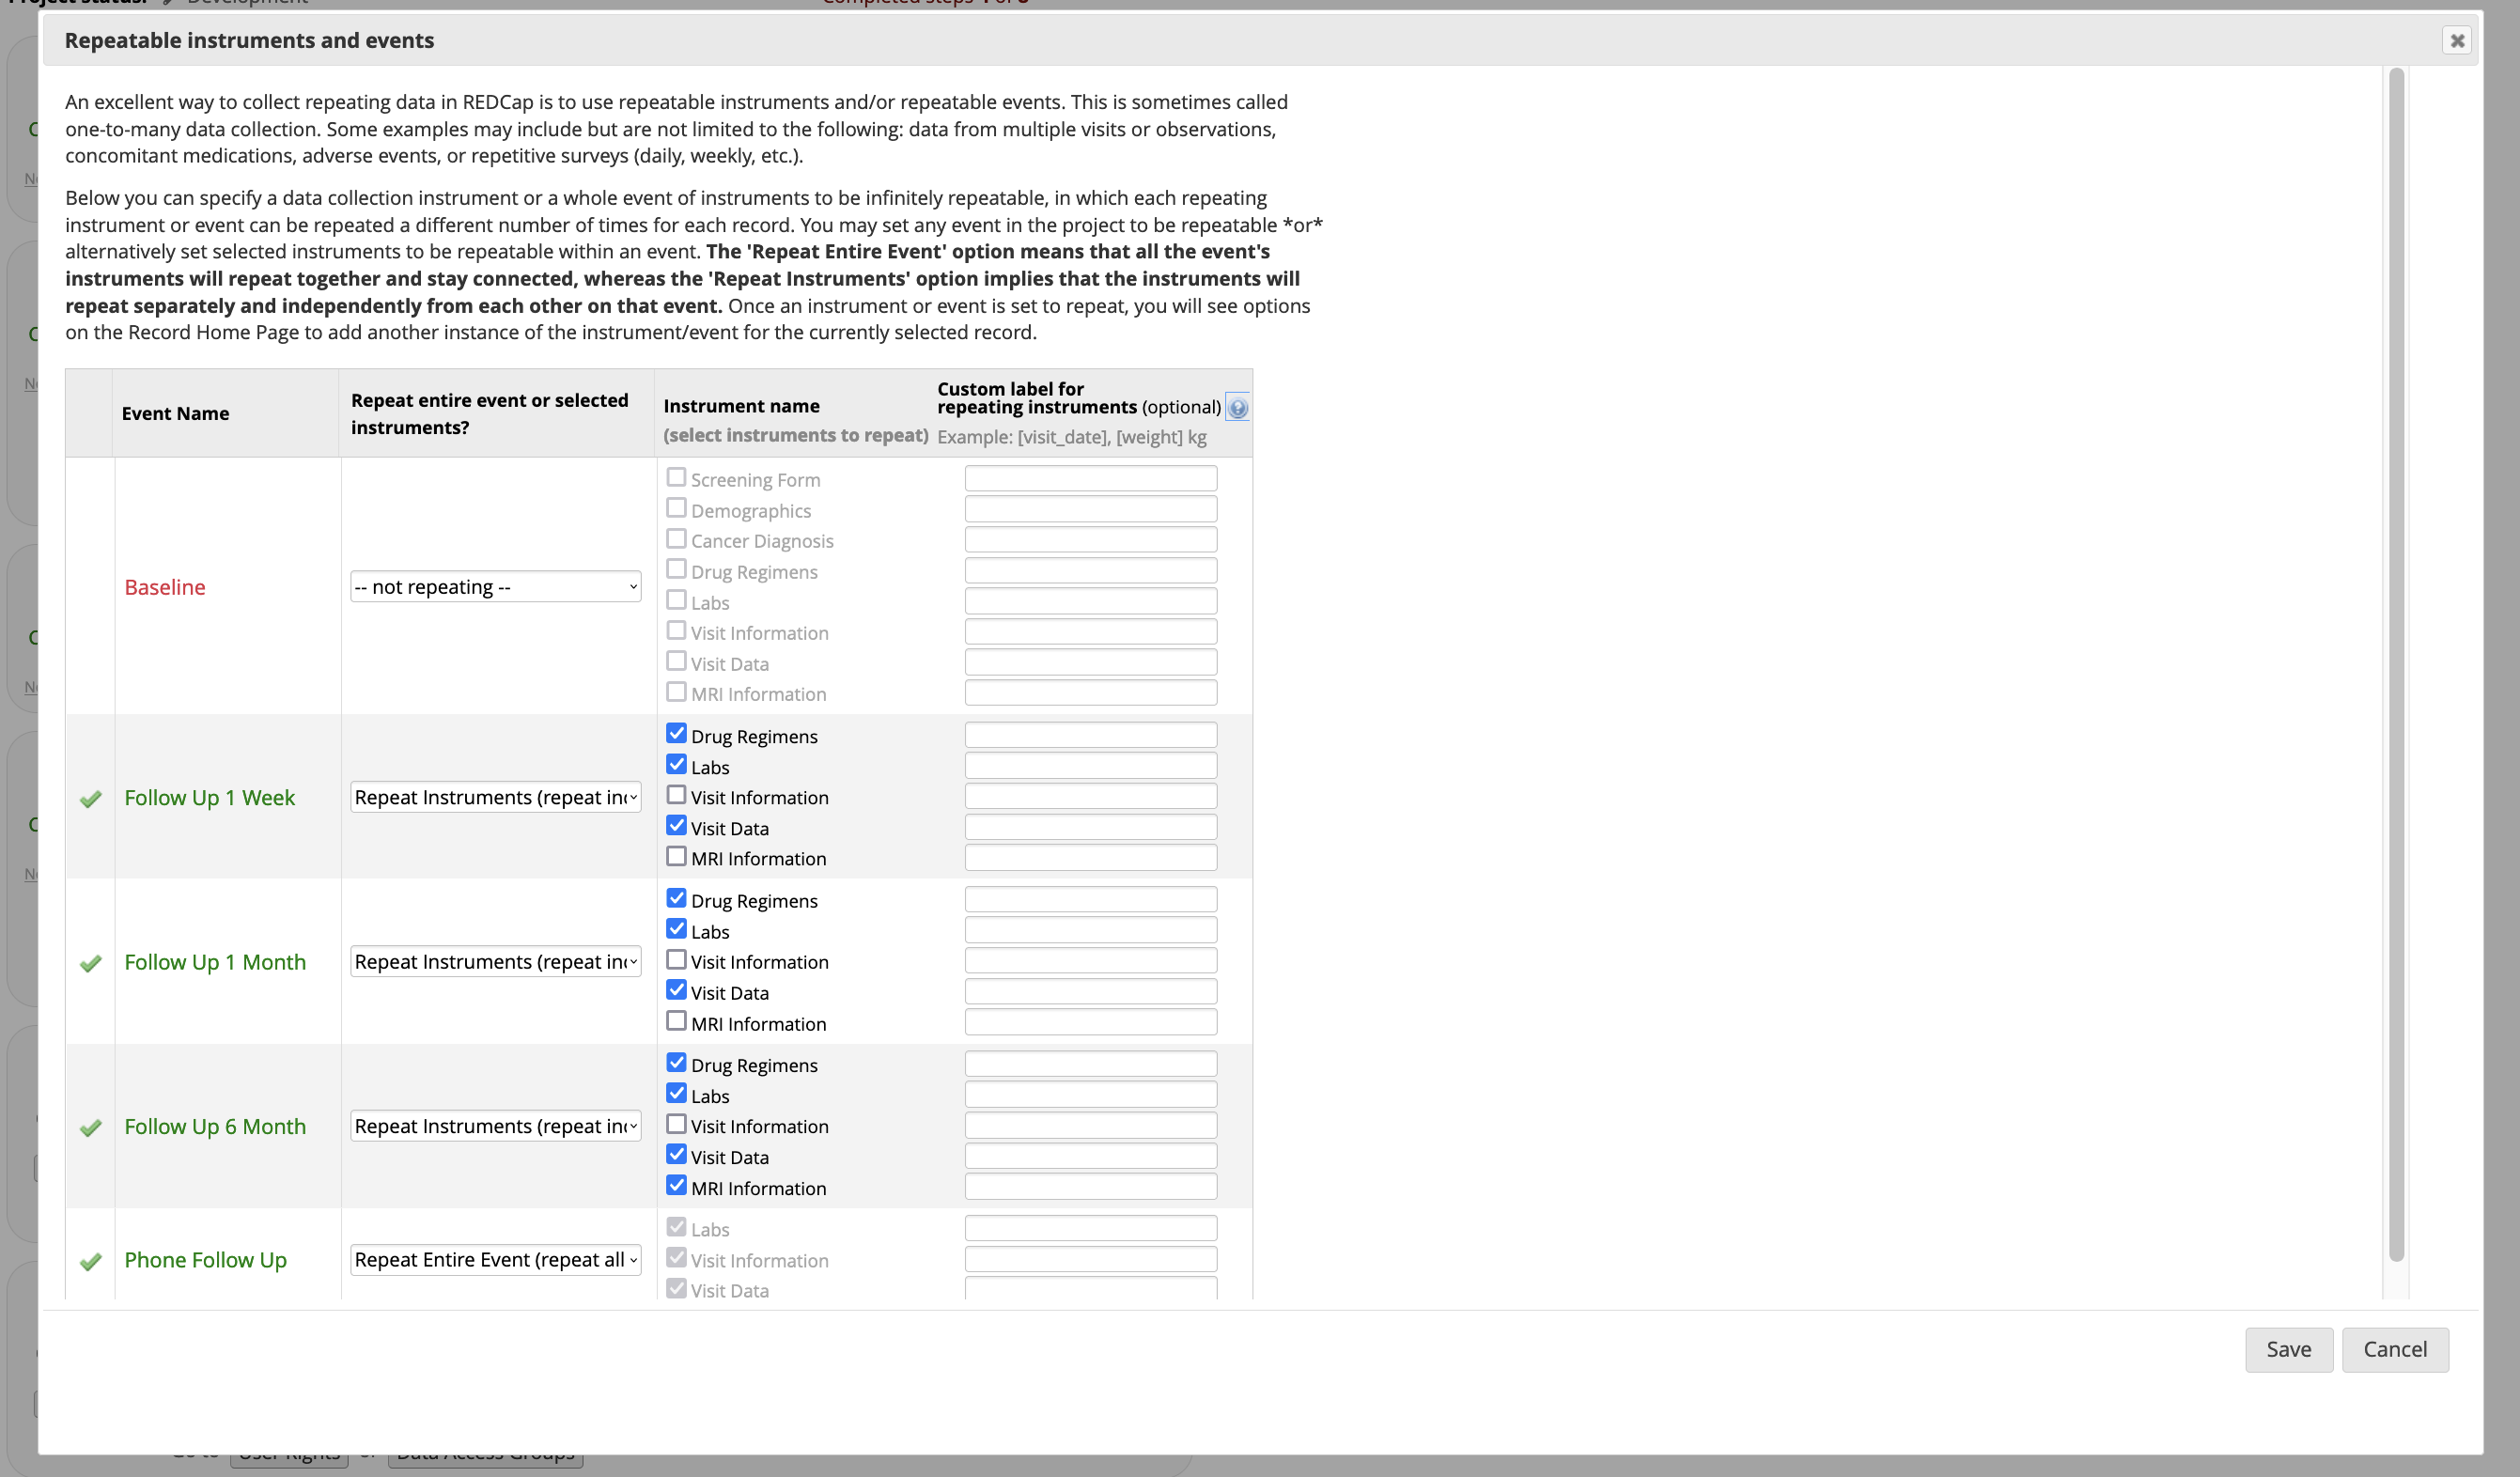 Repeatable instruments and events
An excellent way to collect repeating data in REDCap is to use repeatable instruments and/or repeatable events. This is sometimes called
one-to-many data collection. Some examples may include but are not limited to the following: data from multiple visits or observations,
concomitant medications, adverse events, or repetitive surveys (daily, weekly, etc.).
Below you can specify a data collection instrument or a whole event of instruments to be infinitely repeatable, in which each repeating
instrument or event can be repeated a different number of times for each record. You may set any event in the project to be repeatable *or*
alternatively set selected instruments to be repeatable within an event. The 'Repeat Entire Event' option means that all the event's
instruments will repeat together and stay connected, whereas the 'Repeat Instruments' option implies that the instruments will
repeat separately and independently from each other on that event. Once an instrument or event is set to repeat, you will see options
on the Record Home Page to add another instance of the instrument/event for the currently selected record.
Event Name
Repeat entire event or selected
instruments?
Instrument name
(select instruments to repeat)
Custom label for
repeating instruments (optional)
Example: [visit_date], [weight] kg
Baseline
-- not repeating --
Screening Form
Demographics
Cancer Diagnosis
Drug Regimens
Labs
Visit Information
Visit Data
MRI Information
Follow Up 1 Week
Repeat Instruments (repeat in
Drug Regimens
Labs
Visit Information
Visit Data
MRI Information
Follow Up 1 Month
Repeat Instruments (repeat in
Drug Regimens
Labs
Visit Information
Visit Data
MRI Information
Follow Up 6 Month
Repeat Instruments (repeat in
Drug Regimens
Labs
Visit Information
Visit Data
MRI Information
Phone Follow Up
Repeat Entire Event (repeat all
Labs
Visit Information
Visit Data
Save
Cancel
User Rights
Data Access Groups